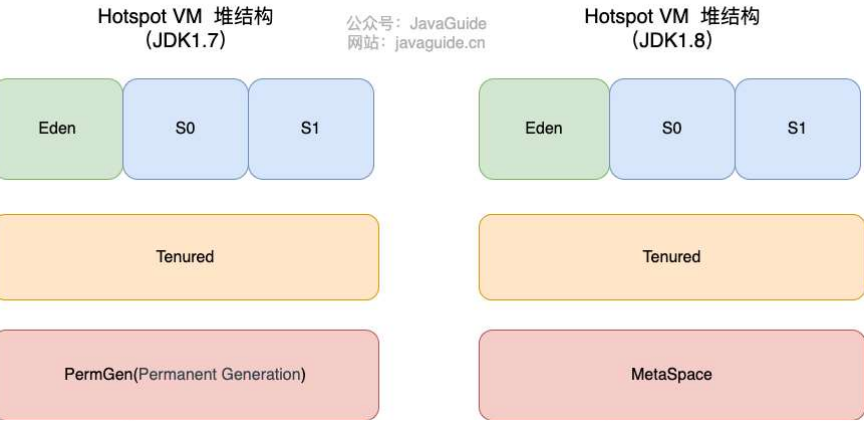 Hotspot VM 堆结构
（JDK1.7）
公众号：JavaGuide
网站：javaguide.cn
Hotspot VM 堆结构
（JDK1.8）
Eden
S0
S1
Eden
S0
S1
Tenured
Tenured
PermGen(Permanent Generation)
MetaSpace